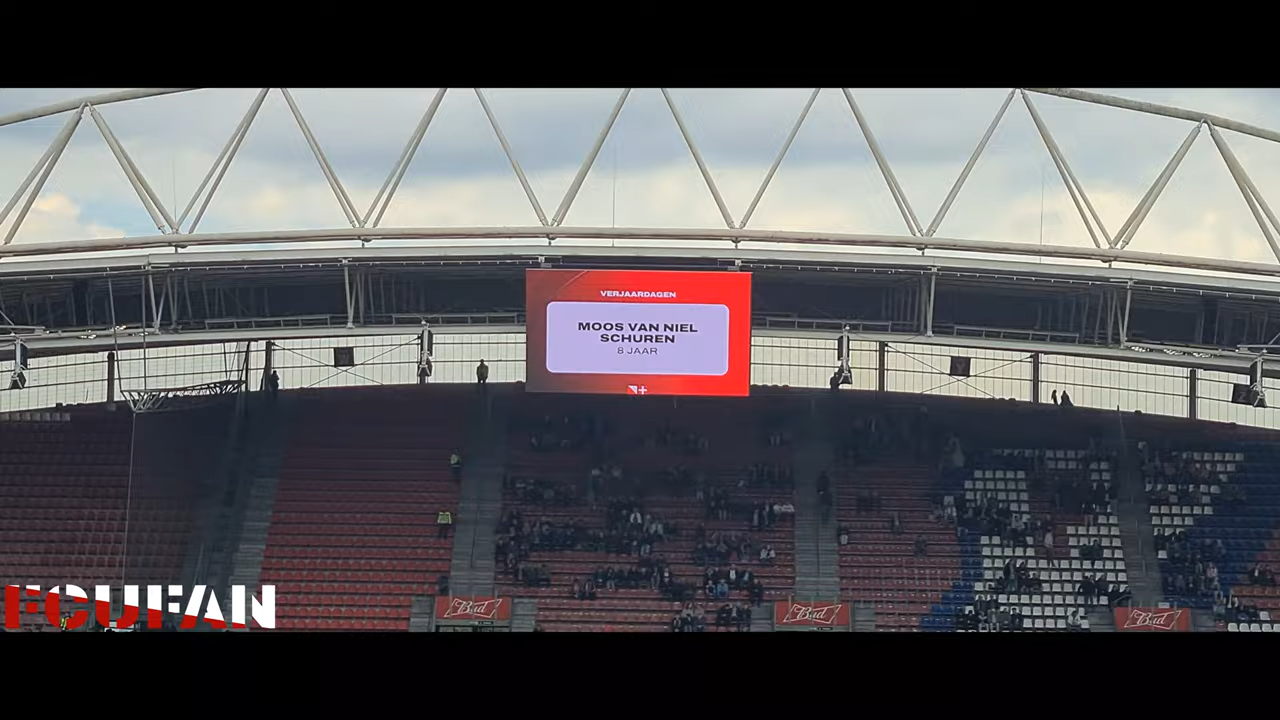 VERJAARDAGEN
MOOS VAN NIEL
SCHUREN
8 JAAR
FCUFAN
Bud
Bud
Bud